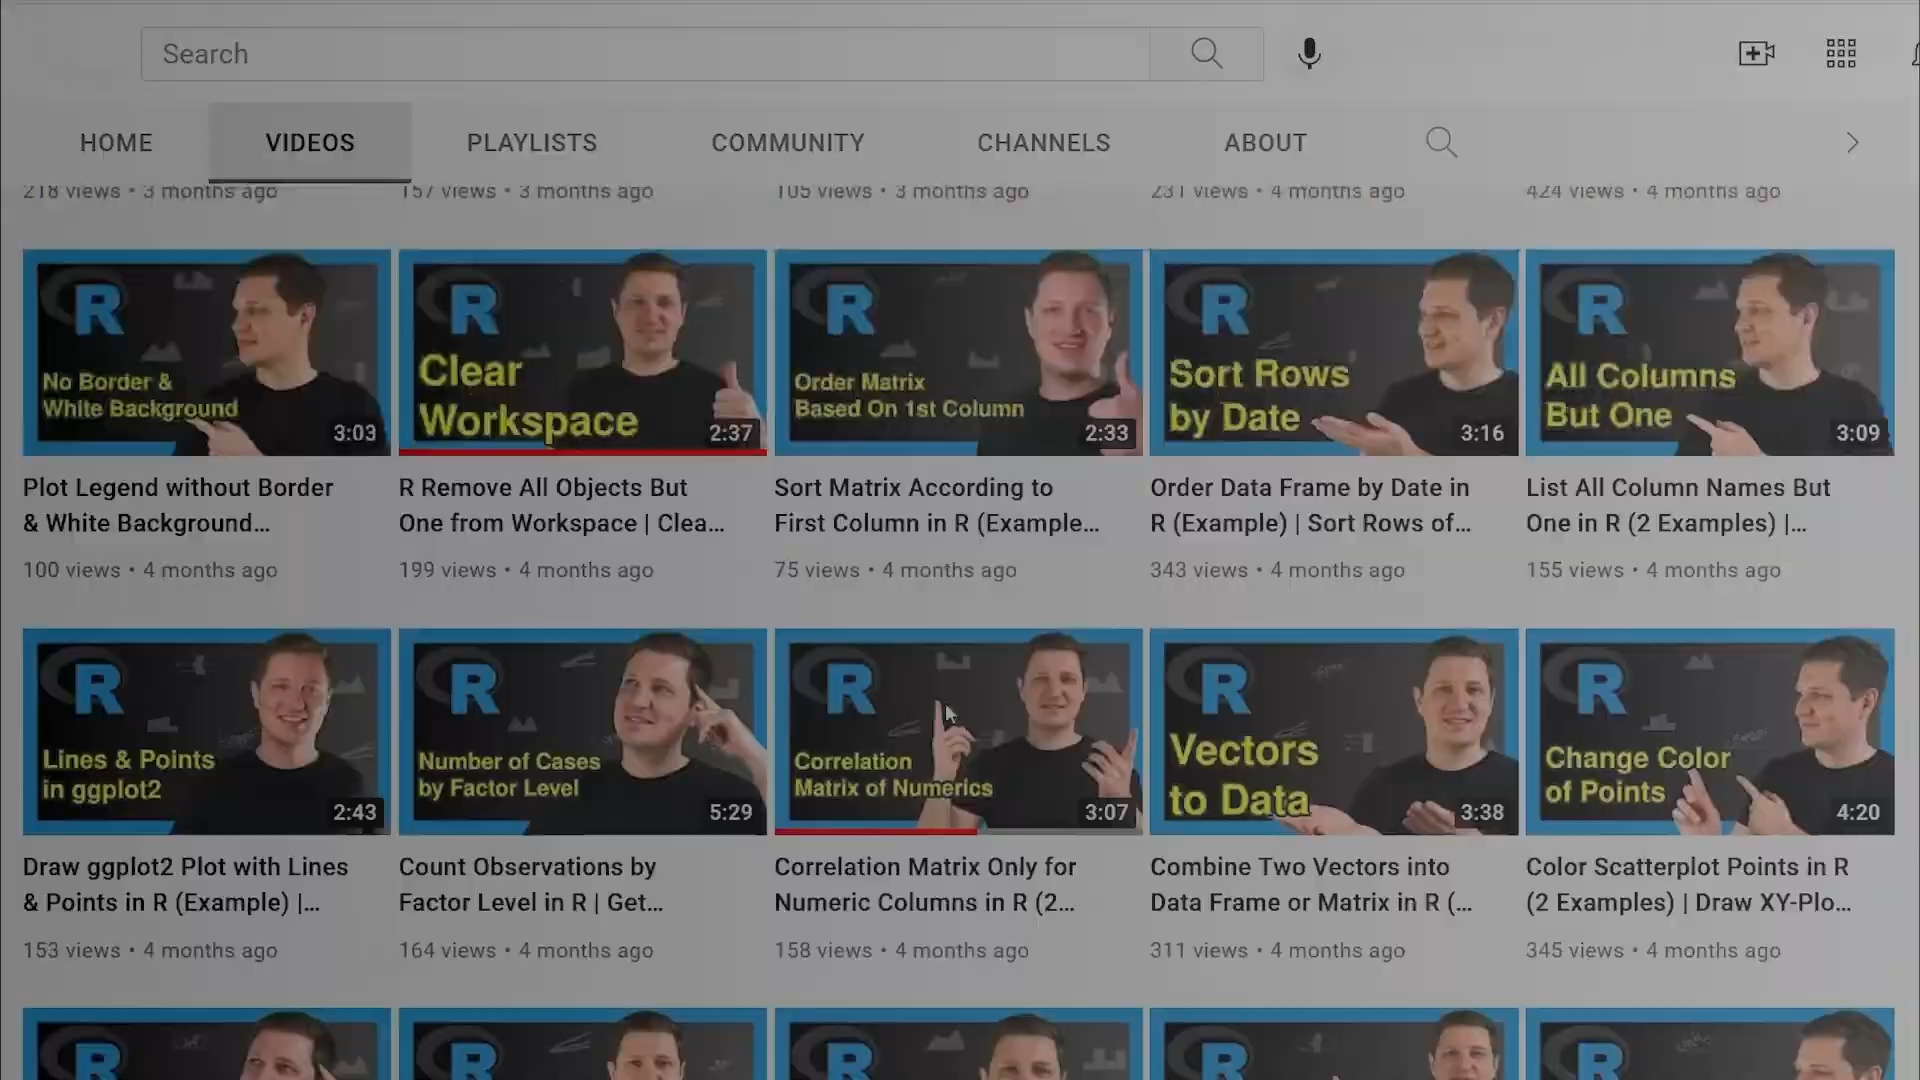 Search
HOME VIDEOS PLAYLISTS COMMUNITY CHANNELS ABOUT
218 views • 3 months ago
157 views • 3 months ago
105 views • 3 months ago
231 views • 4 months ago
424 views • 4 months ago
R
No Border &
White Background
3:03
R
Clear
Workspace
2:37
R
Order Matrix
Based On 1st Column
2:33
R
Sort Rows
by Date
3:16
R
All Columns
But One
3:09
Plot Legend without Border
& White Background...
100 views • 4 months ago
R Remove All Objects But
One from Workspace | Clea...
199 views • 4 months ago
Sort Matrix According to
First Column in R (Example...
75 views • 4 months ago
Order Data Frame by Date in
R (Example) | Sort Rows of...
343 views • 4 months ago
List All Column Names But
One in R (2 Examples) |...
155 views • 4 months ago
R
Lines & Points
in ggplot2
2:43
R
Number of Cases
by Factor Level
5:29
R
Correlation
Matrix of Numerics
3:07
R
Vectors
to Data
3:38
R
Change Color
of Points
4:20
Draw ggplot2 Plot with Lines
& Points in R (Example) |...
153 views • 4 months ago
Count Observations by
Factor Level in R | Get...
164 views • 4 months ago
Correlation Matrix Only for
Numeric Columns in R (2...
158 views • 4 months ago
Combine Two Vectors into
Data Frame or Matrix in R (...
311 views • 4 months ago
Color Scatterplot Points in R
(2 Examples) | Draw XY-Plo...
345 views • 4 months ago
R
R
R
R
R